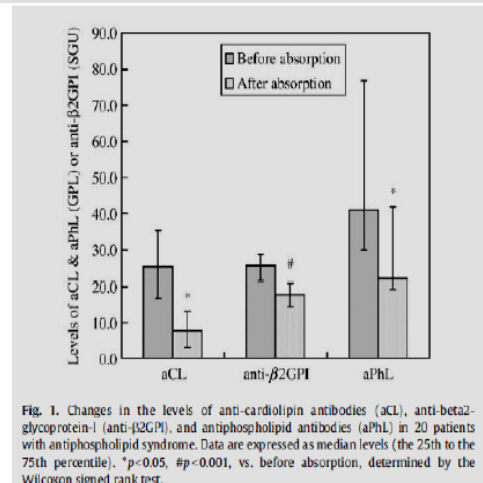 90.0
80.0
70.0
60.0
50.0
40.0
30.0
20.0
10.0
0.0
Levels of aCL & aPhL (GPL) or anti-β2GPI (SGU)
Before absorption
After absorption
*
#
*
aCL anti-β2GPI aPhL
Fig. 1. Changes in the levels of anti-cardiolipin antibodies (aCL), anti-beta2-
glycoprotein-I (anti-β2GPI), and antiphospholipid antibodies (aPhL) in 20 patients
with antiphospholipid syndrome. Data are expressed as median levels (the 25th to the
75th percentile). *p<0.05, #p<0.001, vs. before absorption, determined by the
Wilcoxon signed rank test.